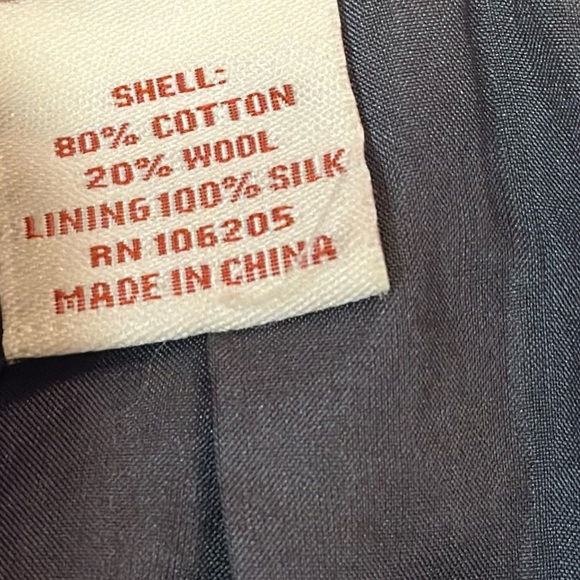 SHELL:
80% COTTON
20% WOOL
LINING 100% SILK
RN 106205
MADE IN CHINA